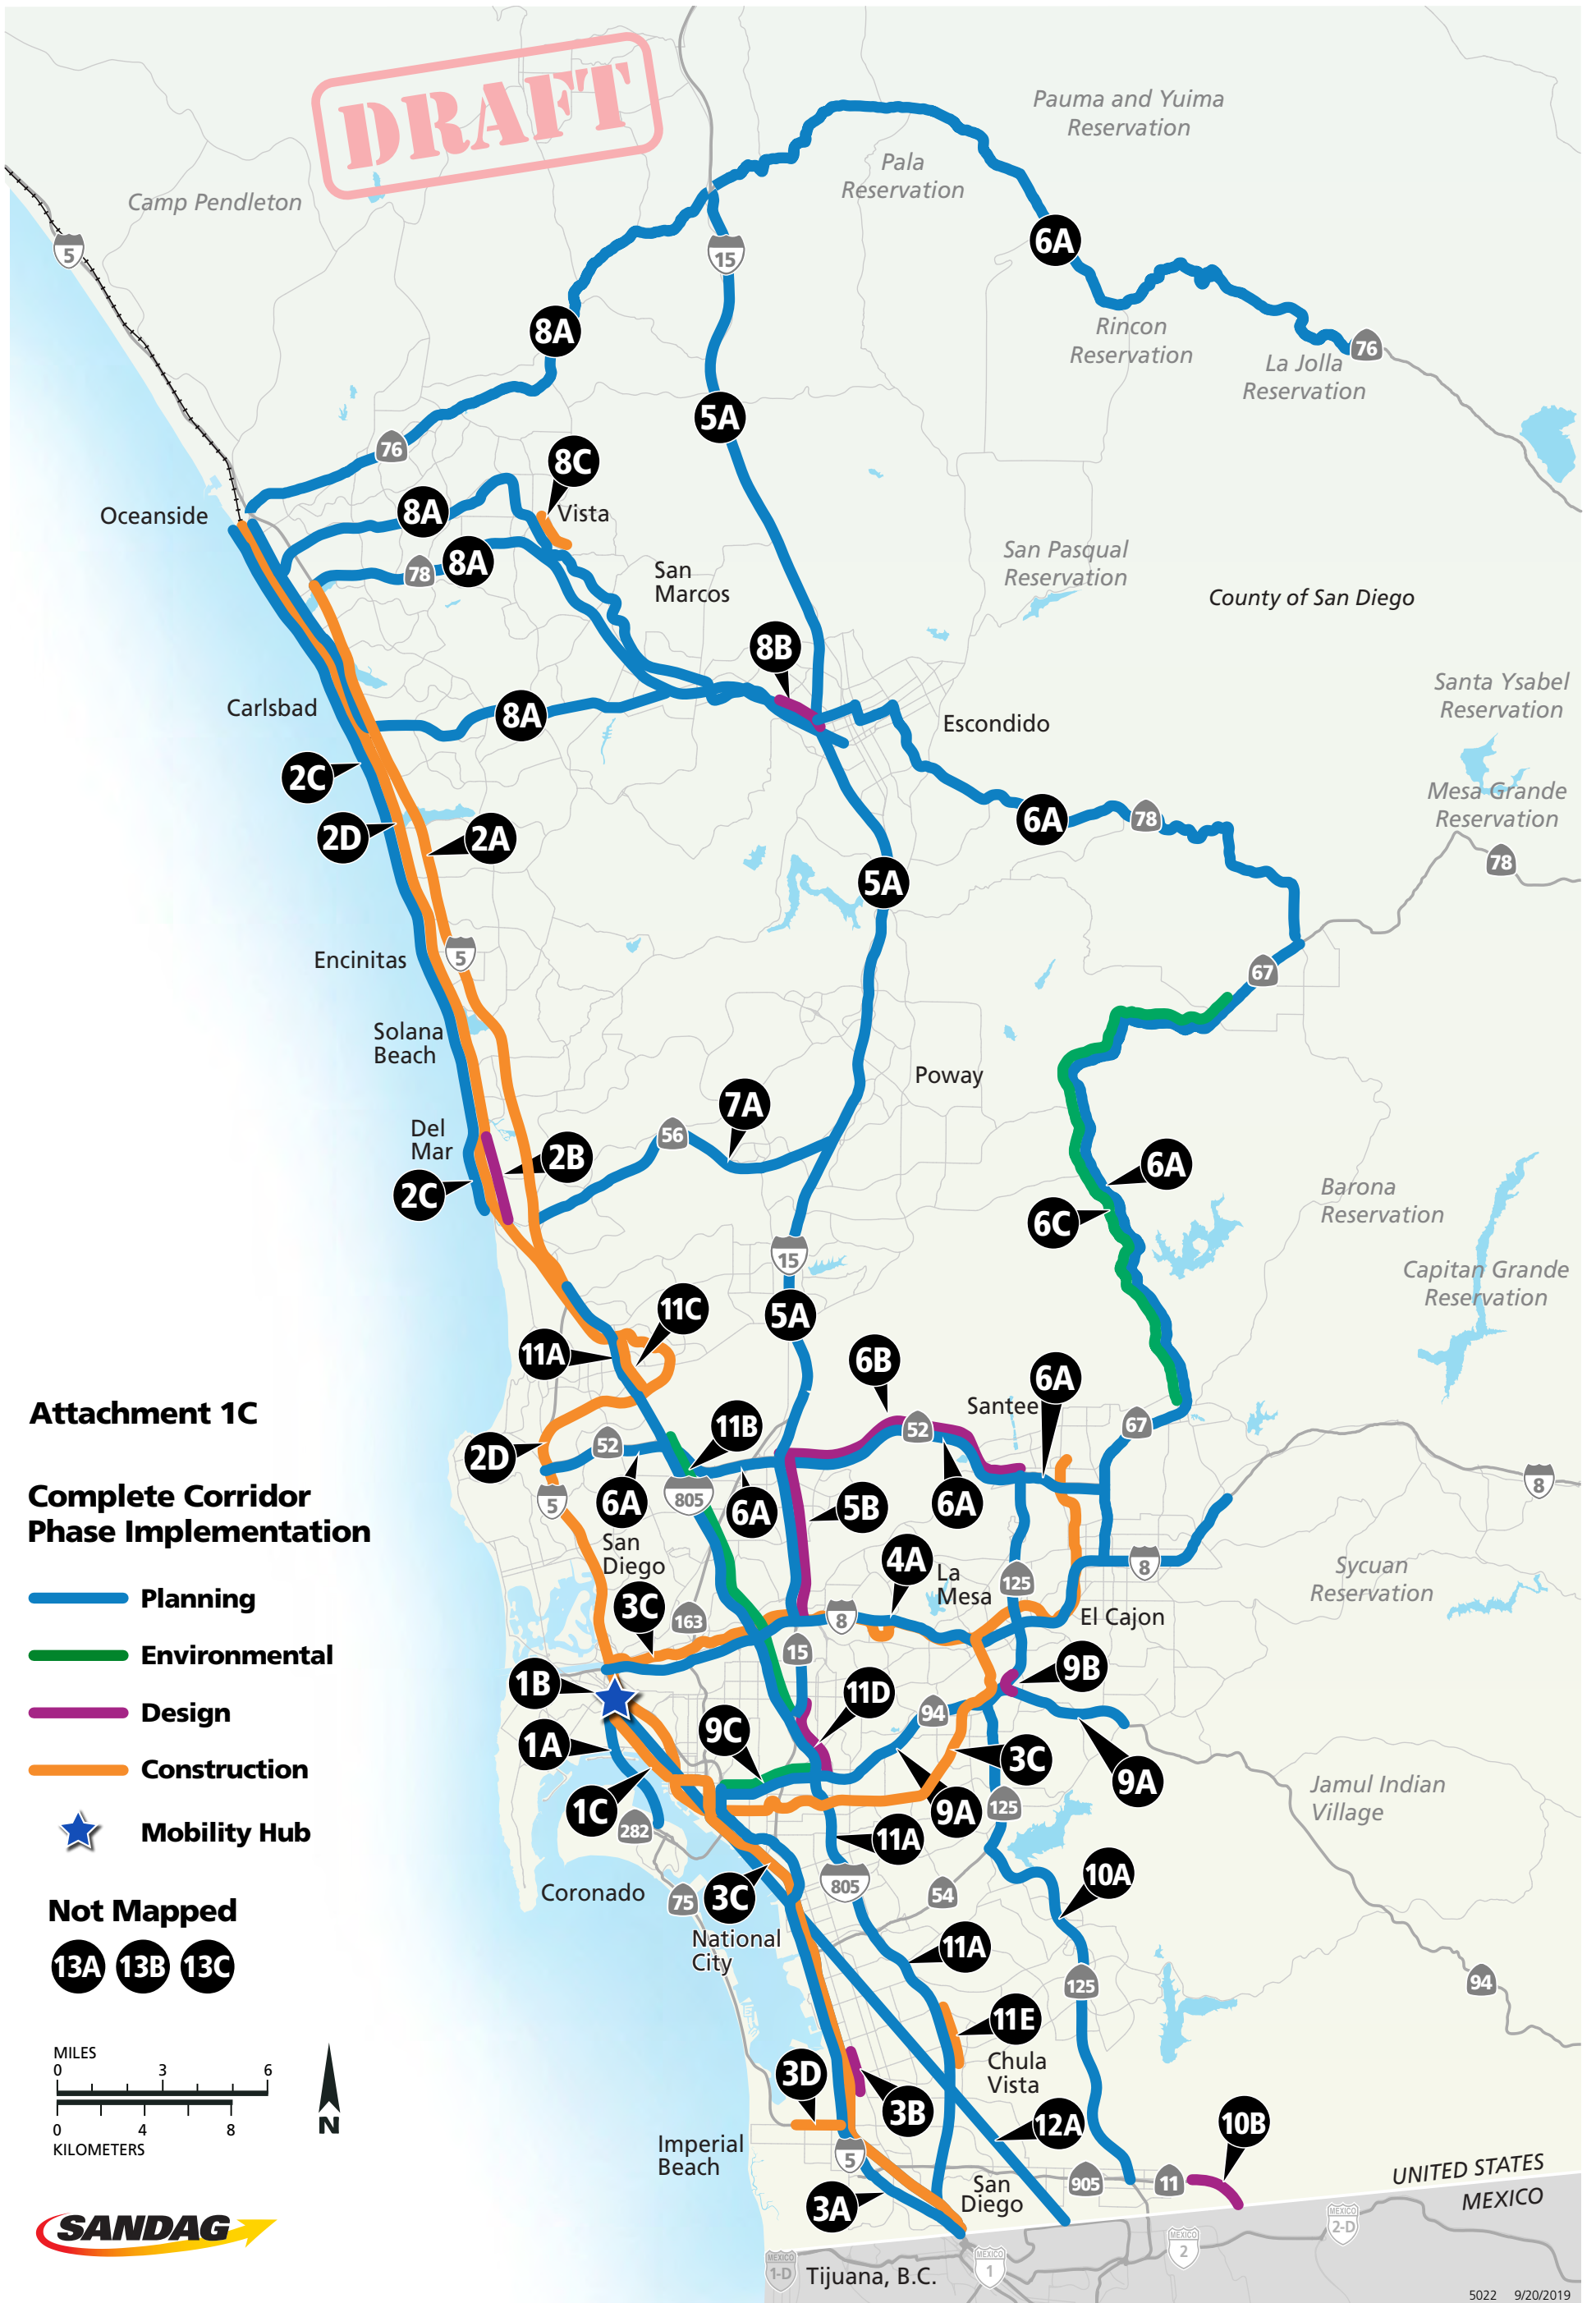 DRAFT
Pauma and Yuima
Reservation
Pala
Reservation
Camp Pendleton
5
15
6A
8A
Rincon
Reservation
76
La Jolla
Reservation
5A
76
8C
Oceanside
8A
Vista
78
8A
San
Marcos
San Pasqual
Reservation
County of San Diego
8B
Santa Ysabel
Reservation
Carlsbad
8A
Escondido
2C
Mesa Grande
Reservation
6A
78
2D
2A
78
5A
Encinitas
5
67
Solana
Beach
Poway
7A
Del
Mar
56
2B
6A
2C
6C
Barona
Reservation
15
Capitan Grande
Reservation
11C
5A
11A
6B
6A
Attachment 1C
Santee
67
11B
52
52
2D
8
6A
805
6A
6A
5B
5
Complete Corridor
Phase Implementation
San
Diego
4A
La
Mesa
125
8
Sycuan
Reservation
Planning
3C
163
8
El Cajon
Environmental
15
9B
1B
11D
Design
94
9C
1A
3C
9A
Construction
Jamul Indian
Village
1C
9A
125
282
Mobility Hub
11A
10A
805
54
Coronado
75
3C
Not Mapped
National
City
11A
13A 13B 13C
125
94
11E
MILES
0 3 6
Chula
Vista
3D
3B
12A
10B
0 4 8
KILOMETERS
N
Imperial
Beach
5
905
11
UNITED STATES
MEXICO
San
Diego
3A
SANDAG
MEXICO
2-D
MEXICO
2
MEXICO
1-D
Tijuana, B.C.
MEXICO
1
5022 9/20/2019